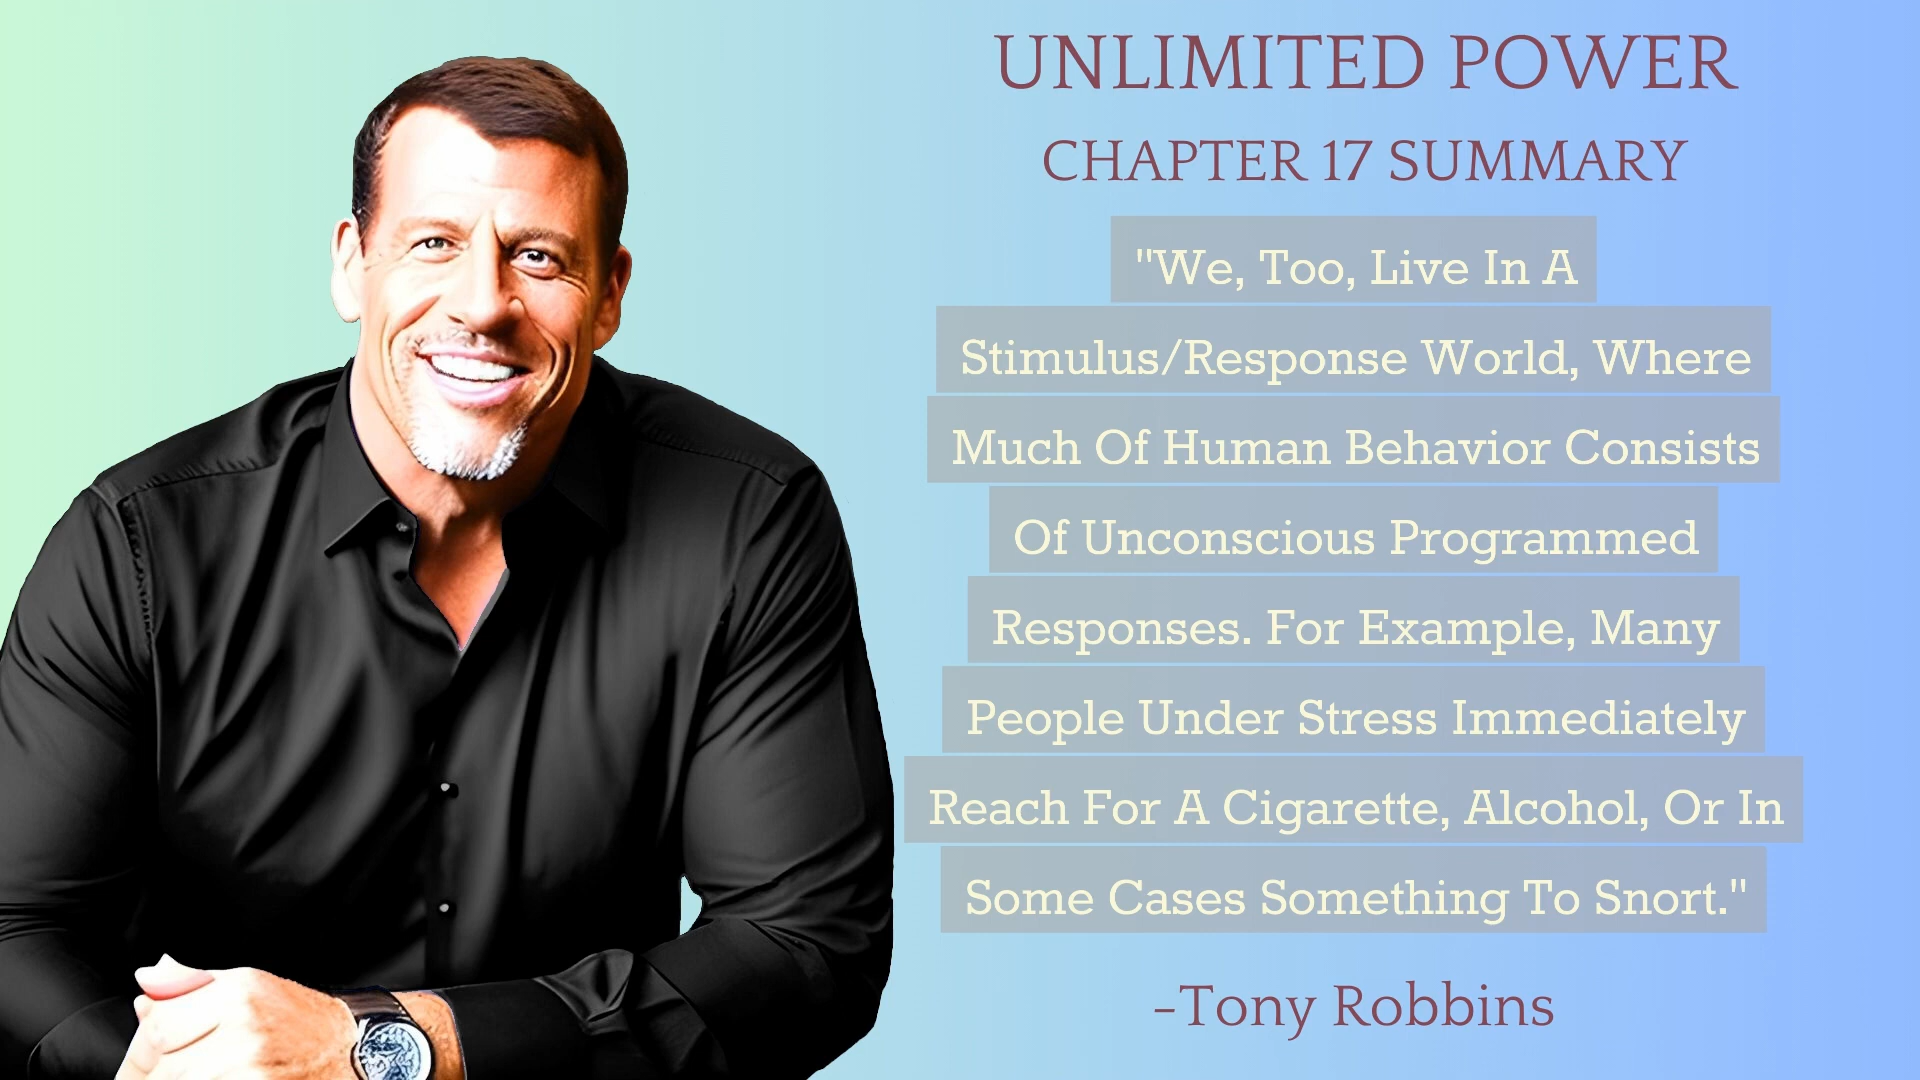 UNLIMITED POWER
CHAPTER 17 SUMMARY
"We, Too, Live In A
Stimulus/Response World, Where
Much Of Human Behavior Consists
Of Unconscious Programmed
Responses. For Example, Many
People Under Stress Immediately
Reach For A Cigarette, Alcohol, Or In
Some Cases Something To Snort."
-Tony Robbins